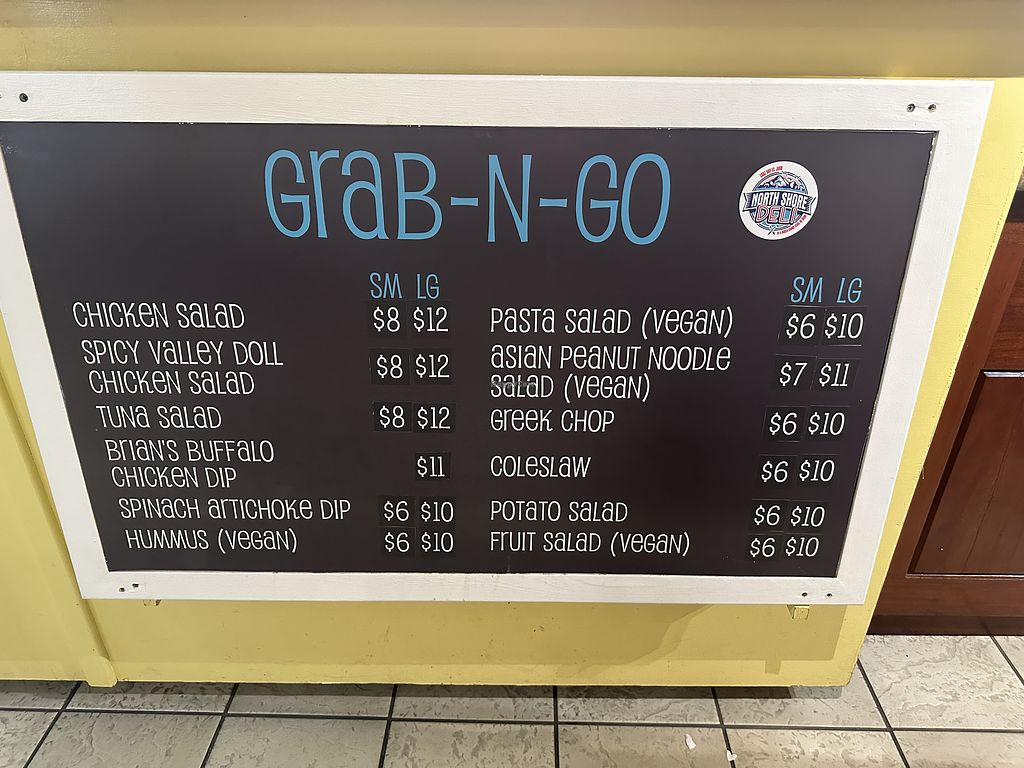 GraB-N-GO
NORTH SHORE
DELI
SM LG
CHICKEN SALAD $8 $12
SPICY VALLEY DOLL
CHICKEN SALAD $8 $12
TUNa SALAD $8 $12
BRIAN'S BUFFALO
CHICKEN DIP $11
SPINACH ARTICHOKE DIP $6 $10
HUMMUS (VEGAN) $6 $10
SM LG
PASTA SALAD (VEGAN) $6 $10
ASIAN PEANUT NOODLE
SALAD (VEGAN) $7 $11
GREEK CHOP $6 $10
COLESLAW $6 $10
POTATO SALAD $6 $10
FRUIT SALAD (VEGAN) $6 $10